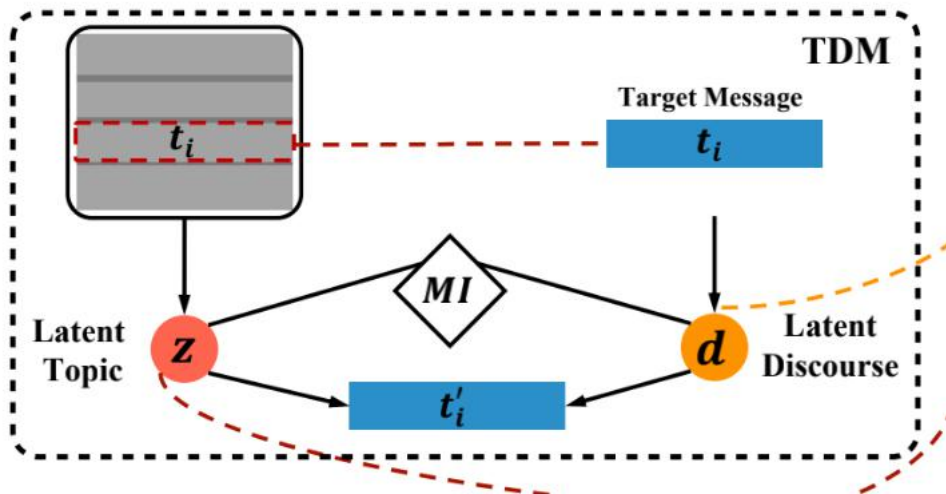 TDM
Target Message
t_i
t_i
MI
Latent
Topic
z
d
Latent
Discourse
t'_i